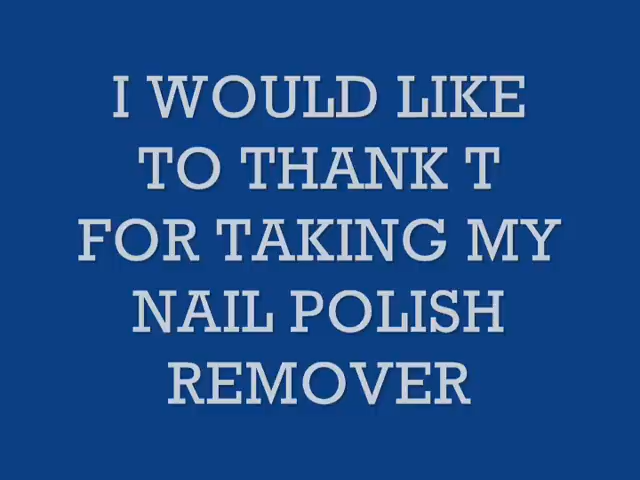 I WOULD LIKE
TO THANK T
FOR TAKING MY
NAIL POLISH
REMOVER